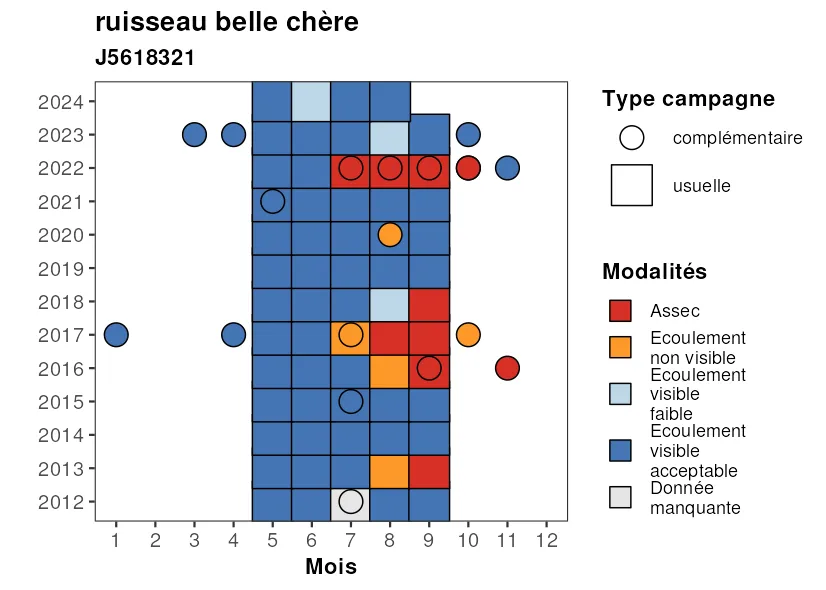 ruisseau belle chère
J5618321
2024
2023
2022
2021
2020
2019
2018
2017
2016
2015
2014
2013
2012
1 2 3 4 5 6 7 8 9 10 11 12
Mois
Type campagne
complémentaire
usuelle
Modalités
Assec
Ecoulement
non visible
Ecoulement
visible
faible
Ecoulement
visible
acceptable
Donnée
manquante